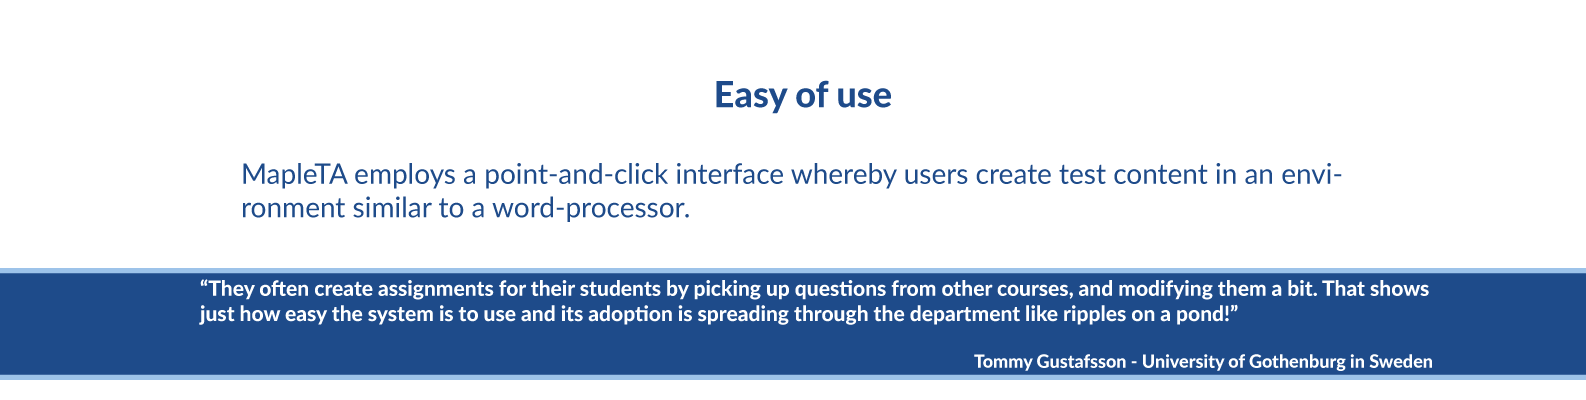 Easy of use
MapleTA employs a point-and-click interface whereby users create test content in an envi-
ronment similar to a word-processor.
“They often create assignments for their students by picking up questions from other courses, and modifying them a bit. That shows
just how easy the system is to use and its adoption is spreading through the department like ripples on a pond!”
Tommy Gustafsson - University of Gothenburg in Sweden